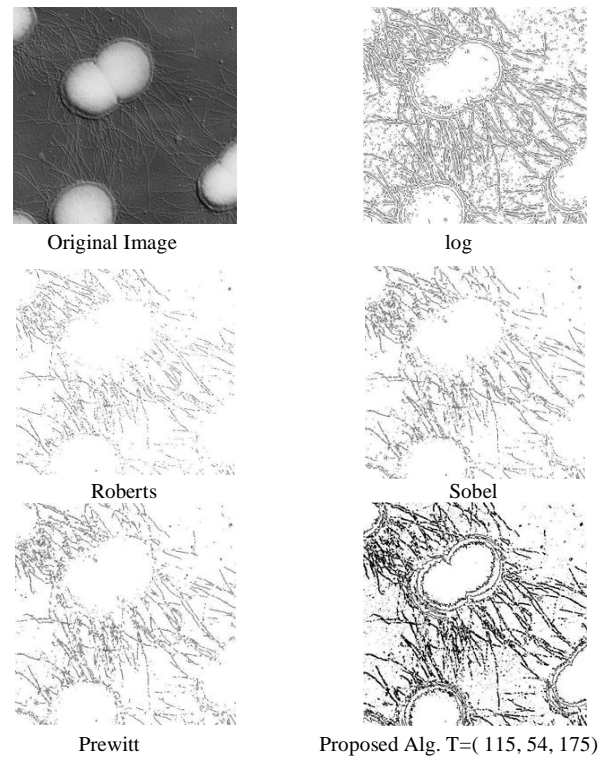 Original Image
log
Roberts
Sobel
Prewitt
Proposed Alg. T=( 115, 54, 175)